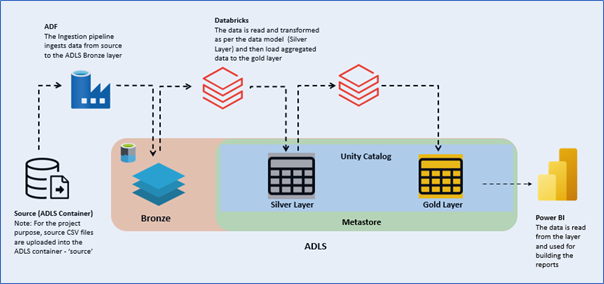 ADF
The Ingestion pipeline
ingests data from source
to the ADLS Bronze layer
Databricks
The data is read and transformed
as per the data model (Silver
Layer) and then load aggregated
data to the gold layer
Source (ADLS Container)
Note: For the project
purpose, source CSV files
are uploaded into the
ADLS container - 'source'
Bronze
Unity Catalog
Silver Layer
Gold Layer
Metastore
ADLS
Power BI
The data is read
from the layer
and used for
building the
reports